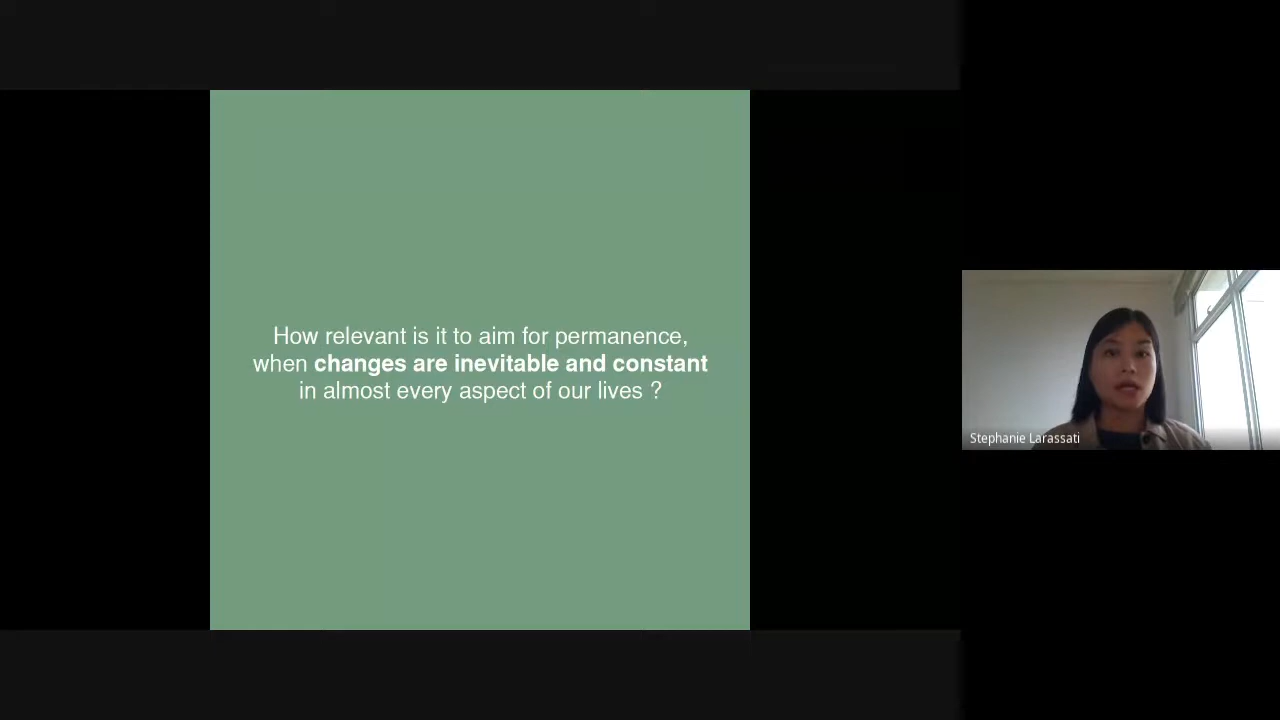 How relevant is it to aim for permanence,
when changes are inevitable and constant
in almost every aspect of our lives ?
Stephanie Larassati